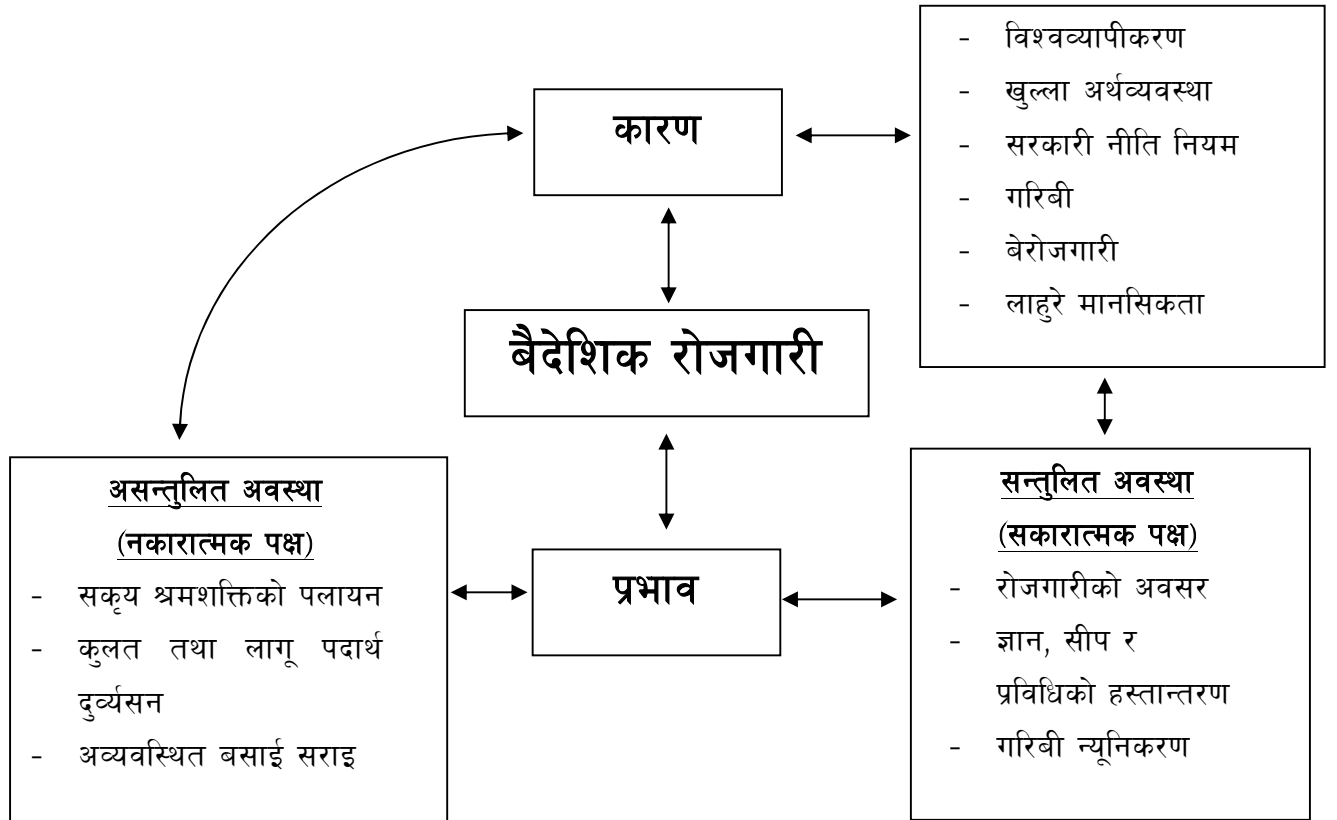 - विश्वव्यापीकरण
- खुल्ला अर्थव्यवस्था
- सरकारी नीति नियम
- गरिबी
- बेरोजगारी
- लाहुरे मानसिकता
कारण
बैदेशिक रोजगारी
असन्तुलित अवस्था
(नकारात्मक पक्ष)
- सकृय श्रमशक्तिको पलायन
- कुलत तथा लागू पदार्थ
दुर्व्यसन
- अव्यवस्थित बसाई सराइ
प्रभाव
सन्तुलित अवस्था
(सकारात्मक पक्ष)
- रोजगारीको अवसर
- ज्ञान, सीप र
प्रविधिको हस्तान्तरण
- गरिबी न्यूनिकरण